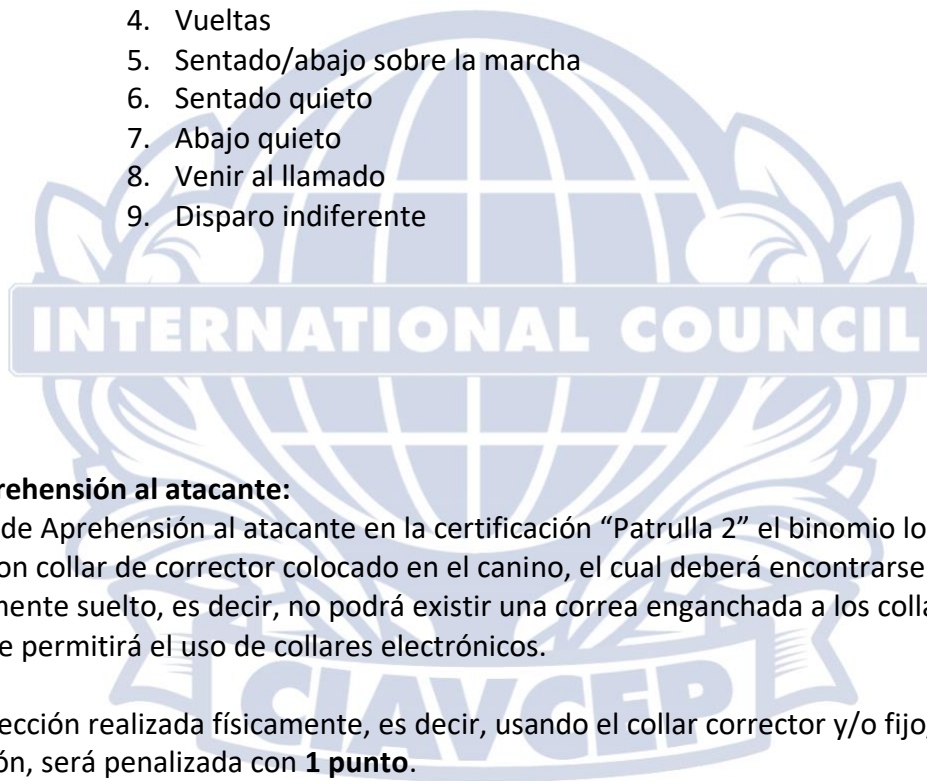 4. Vueltas
5. Sentado/abajo sobre la marcha
6. Sentado quieto
7. Abajo quieto
8. Venir al llamado
9. Disparo indiferente
INTERNATIONAL COUNCIL
rehensión al atacante:
de Aprehensión al atacante en la certificación “Patrulla 2” el binomio lo
on collar de corrector colocado en el canino, el cual deberá encontrarse
mente suelto, es decir, no podrá existir una correa enganchada a los colla
e permitirá el uso de collares electrónicos.
CIAVCEP
ección realizada físicamente, es decir, usando el collar corrector y/o fijo,
ón, será penalizada con 1 punto.